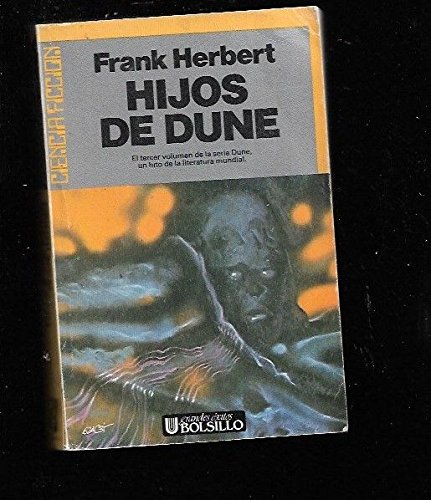 CIENCIA FICCION
Frank Herbert
HIJOS
DE DUNE
El tercer volumen de la serie Dune,
un hito de la literatura mundial.
U grandes éxitos
BOLSILLO